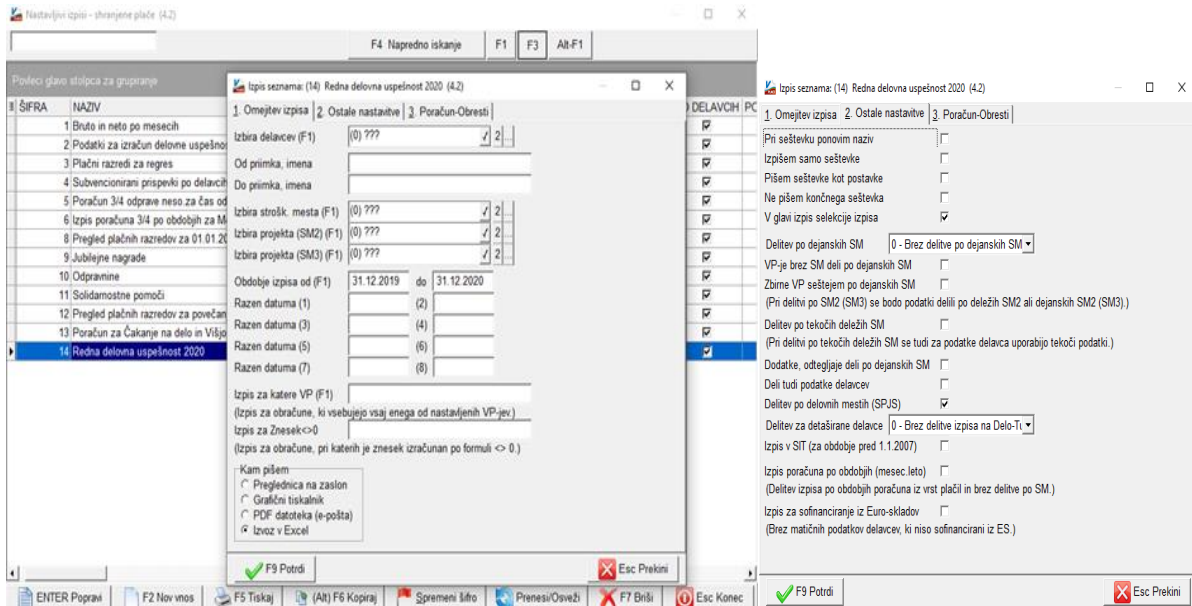 Nastavljivi izpisi - shranjene plače (4.2)
F4 Napredno iskanje F1 F3 Alt-F1
Povleci glavo stolpca za grupiranje
ŠIFRA NAZIV
1 Bruto in neto po mesecih
2 Podatki za izračun delovne uspešno
3 Plačni razredi za regres
4 Subvencionirani prispevki po delavcih
5 Poračun 3/4 odprave neso.za čas od
6 Izpis poračuna 3/4 po obdobjih za M
8 Pregled plačnih razredov za 01.01.20
9 Jubilejne nagrade
10 Odpravnine
11 Solidarnostne pomoči
12 Pregled plačnih razredov za povečan
13 Poračun za Čakanje na delo in Višjo
14 Redna delovna uspešnost 2020
DELAVCIH PO
ENTER Popravi F2 Nov vnos F5 Tiskaj (Alt) F6 Kopiraj Spremeni šifro Prenesi/Osveži F7 Briši Esc Konec
Izpis seznama: (14) Redna delovna uspešnost 2020 (4.2)
1. Omejitev izpisa 2. Ostale nastavitve 3. Poračun-Obresti
Izbira delavcev (F1) (0) ??? 2 ...
Od priimka, imena
Do priimka, imena
Izbira strošk. mesta (F1) (0) ??? 2 ...
Izbira projekta (SM2) (F1) (0) ??? 2 ...
Izbira projekta (SM3) (F1) (0) ??? 2 ...
Obdobje izpisa od (F1) 31.12.2019 do 31.12.2020
Razen datuma (1) (2)
Razen datuma (3) (4)
Razen datuma (5) (6)
Razen datuma (7) (8)
Izpis za katere VP (F1)
(Izpis za obračune, ki vsebujejo vsaj enega od nastavljenih VP-jev.)
Izpis za Znesek<>0
(Izpis za obračune, pri katerih je znesek izračunan po formuli <> 0.)
Kam pišem
Preglednica na zaslon
Grafični tiskalnik
PDF datoteka (e-pošta)
Izvoz v Excel
F9 Potrdi Esc Prekini
Izpis seznama: (14) Redna delovna uspešnost 2020 (4.2)
1. Omejitev izpisa 2. Ostale nastavitve 3. Poračun-Obresti
Pri seštevku ponovim naziv
Izpišem samo seštevke
Pišem seštevke kot postavke
Ne pišem končnega seštevka
V glavi izpis selekcije izpisa
Delitev po dejanskih SM 0 - Brez delitve po dejanskih SM
VP-je brez SM deli po dejanskih SM
Zbirne VP seštejem po dejanskih SM
(Pri delitvi po SM2 (SM3) se bodo podatki delili po deležih SM2 ali dejanskih SM2 (SM3).)
Delitev po tekočih deležih SM
(Pri delitvi po tekočih deležih SM se tudi za podatke delavca uporabijo tekoči podatki.)
Dodatke, odtegljaje deli po dejanskih SM
Deli tudi podatke delavcev
Delitev po delovnih mestih (SPJS)
Delitev za detaširane delavce 0 - Brez delitve izpisa na Delo-Tu
Izpis v SIT (za obdobje pred 1.1.2007)
Izpis poračuna po obdobjih (mesec.leto)
(Delitev izpisa po obdobjih poračuna iz vrst plačil in brez delitve po SM.)
Izpis za sofinanciranje iz Euro-skladov
(Brez matičnih podatkov delavcev, ki niso sofinancirani iz ES.)
F9 Potrdi Esc Prekini